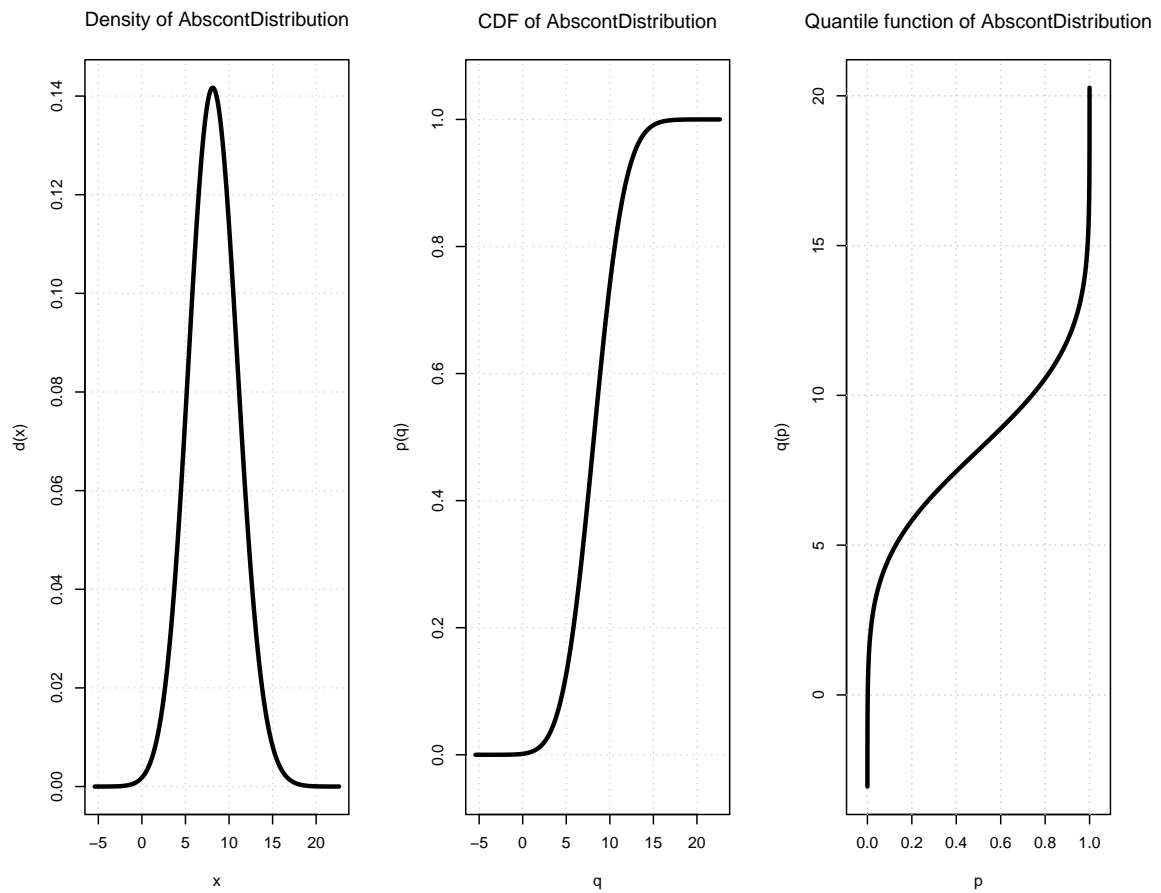 Density of AbscontDistribution
CDF of AbscontDistribution
Quantile function of AbscontDistribution
d(x)
0.14
0.12
0.10
0.08
0.06
0.04
0.02
0.00
−5 0 5 10 15 20
x
p(q)
1.0
0.8
0.6
0.4
0.2
0.0
−5 0 5 10 15 20
q
q(p)
20
15
10
5
0
0.0 0.2 0.4 0.6 0.8 1.0
p